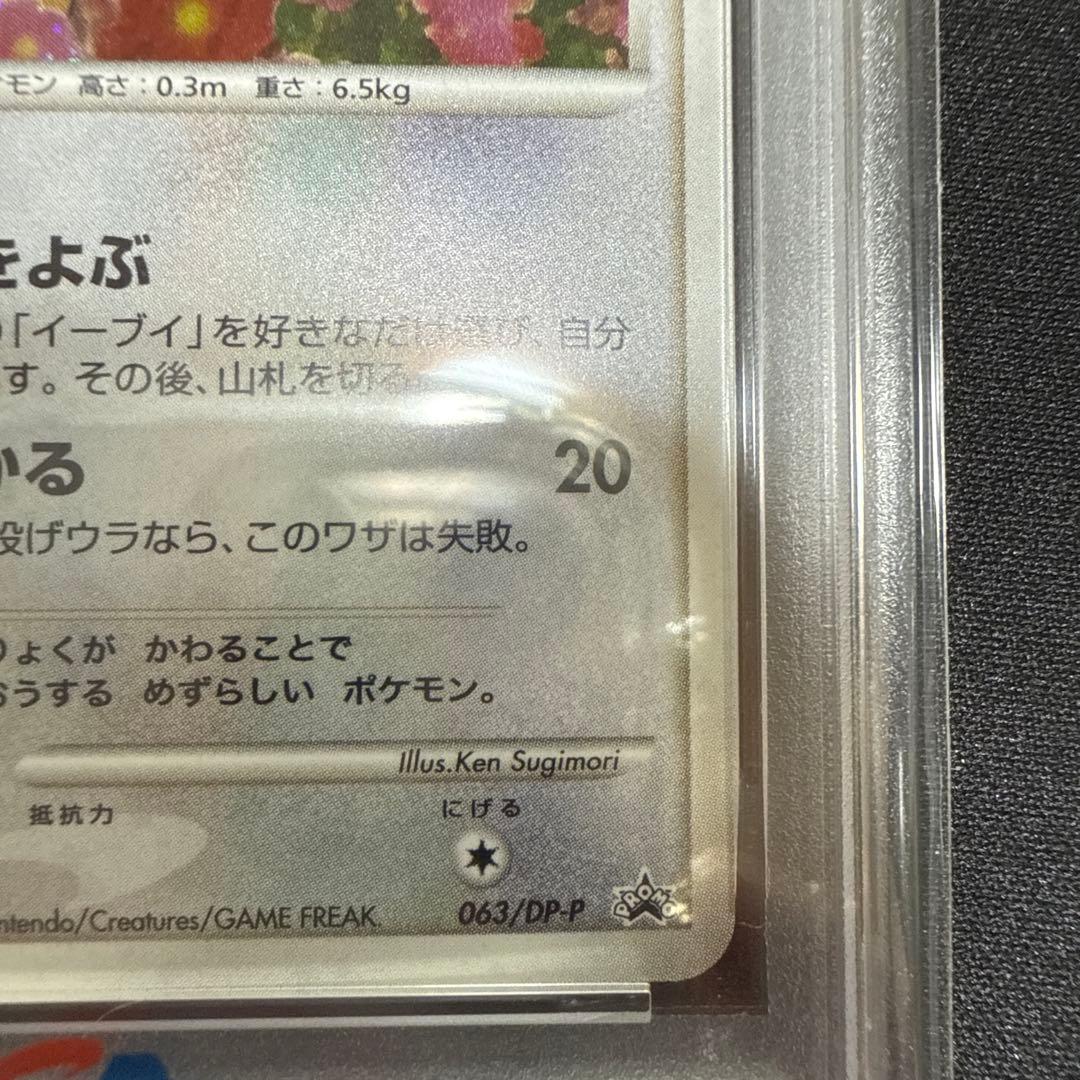 モン 高さ：0.3m 重さ：6.5kg
をよぶ
「イーブイ」を好きなだけ選び、自分
す。その後、山札を切る
かる
20
投げウラなら、このワザは失敗。
りょくが かわることで
おうする めずらしい ポケモン。
Illus.Ken Sugimori
抵抗力
にげる
ntendo/Creatures/GAME FREAK.
063/DP-P
PROMO